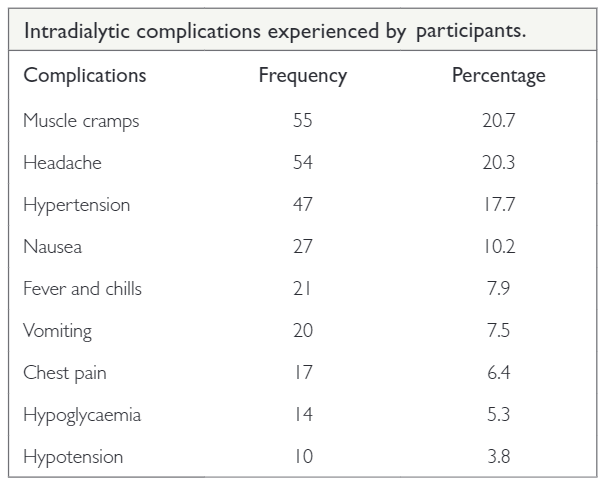 Intradialytic complications experienced by participants.
Complications Frequency Percentage
Muscle cramps 55 20.7
Headache 54 20.3
Hypertension 47 17.7
Nausea 27 10.2
Fever and chills 21 7.9
Vomiting 20 7.5
Chest pain 17 6.4
Hypoglycaemia 14 5.3
Hypotension 10 3.8